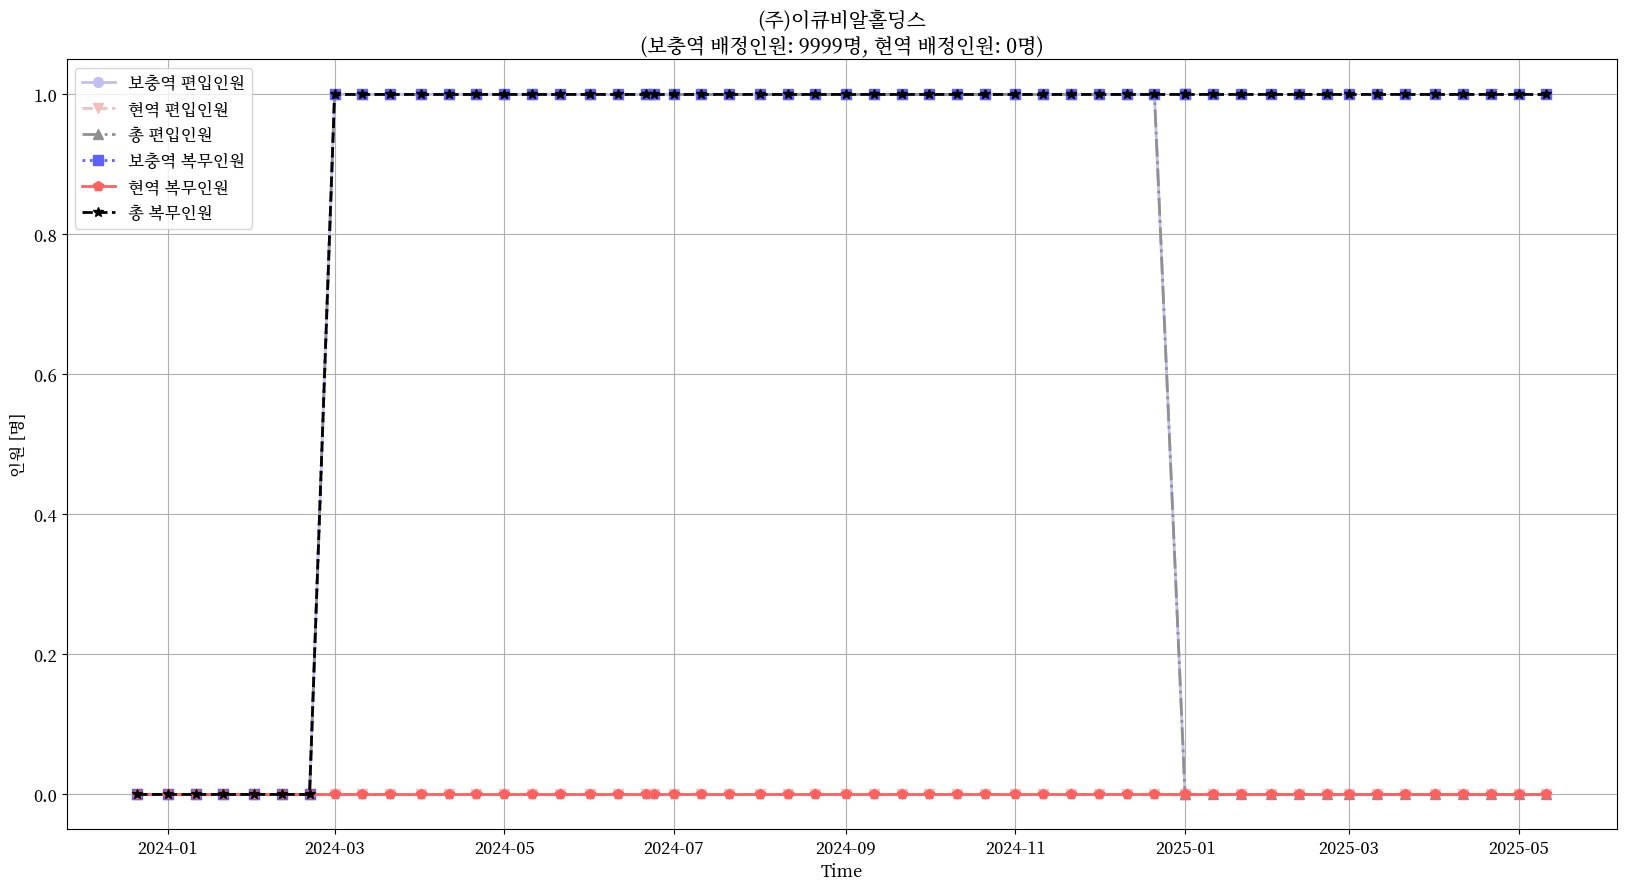 (주)이큐비알홀딩스
(보충역 배정인원: 9999명, 현역 배정인원: 0명)
보충역 편입인원
현역 편입인원
총 편입인원
보충역 복무인원
현역 복무인원
총 복무인원
1.0
0.8
0.6
0.4
0.2
0.0
인원 [명]
2024-01
2024-03
2024-05
2024-07
2024-09
2024-11
2025-01
2025-03
2025-05
Time